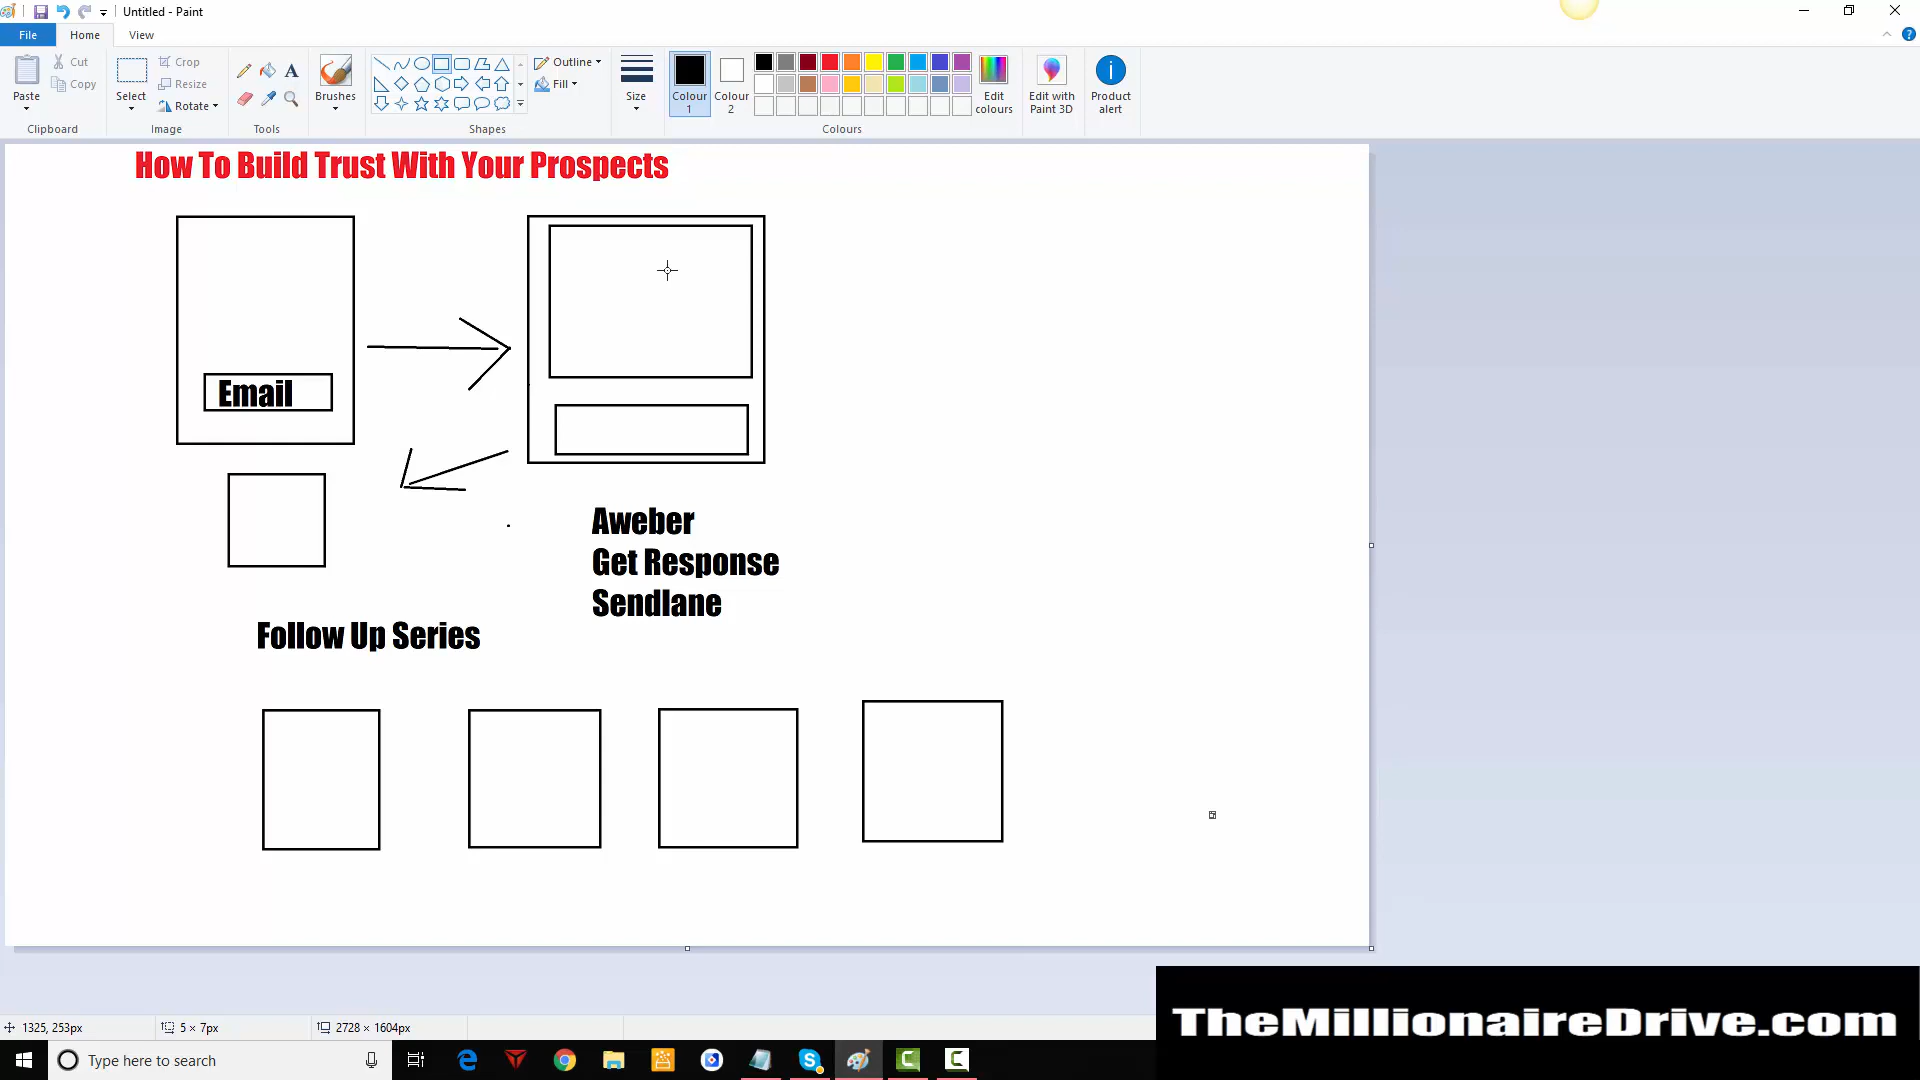 Untitled - Paint
File
Home
View
Paste
Cut
Copy
Clipboard
Select
Crop
Resize
Rotate
Image
Tools
Brushes
Shapes
Outline
Fill
Size
Colour 1
Colour 2
Edit colours
Colours
Edit with Paint 3D
Product alert
How To Build Trust With Your Prospects
Email
Aweber
Get Response
Sendlane
Follow Up Series
1325, 253px
5 × 7px
2728 × 1604px
TheMillionaireDrive.com
Type here to search